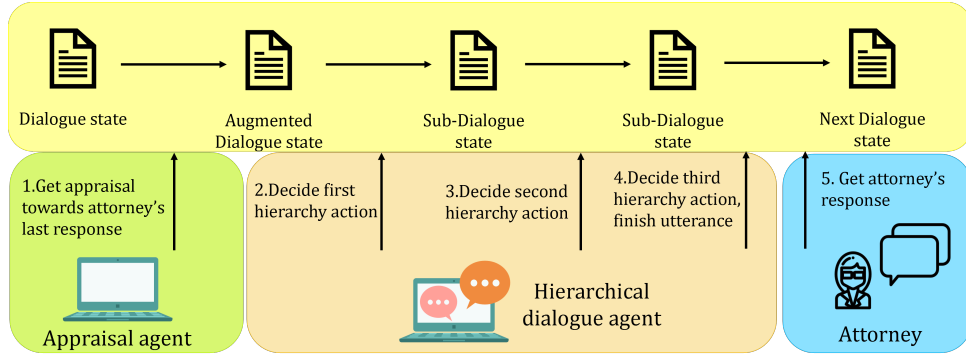 Dialogue state
Augmented
Dialogue state
Sub-Dialogue
state
Sub-Dialogue
state
Next Dialogue
state
1.Get appraisal
towards attorney's
last response
2.Decide first
hierarchy action
3.Decide second
hierarchy action
4.Decide third
hierarchy action,
finish utterance
5. Get attorney's
response
Appraisal agent
Hierarchical
dialogue agent
Attorney